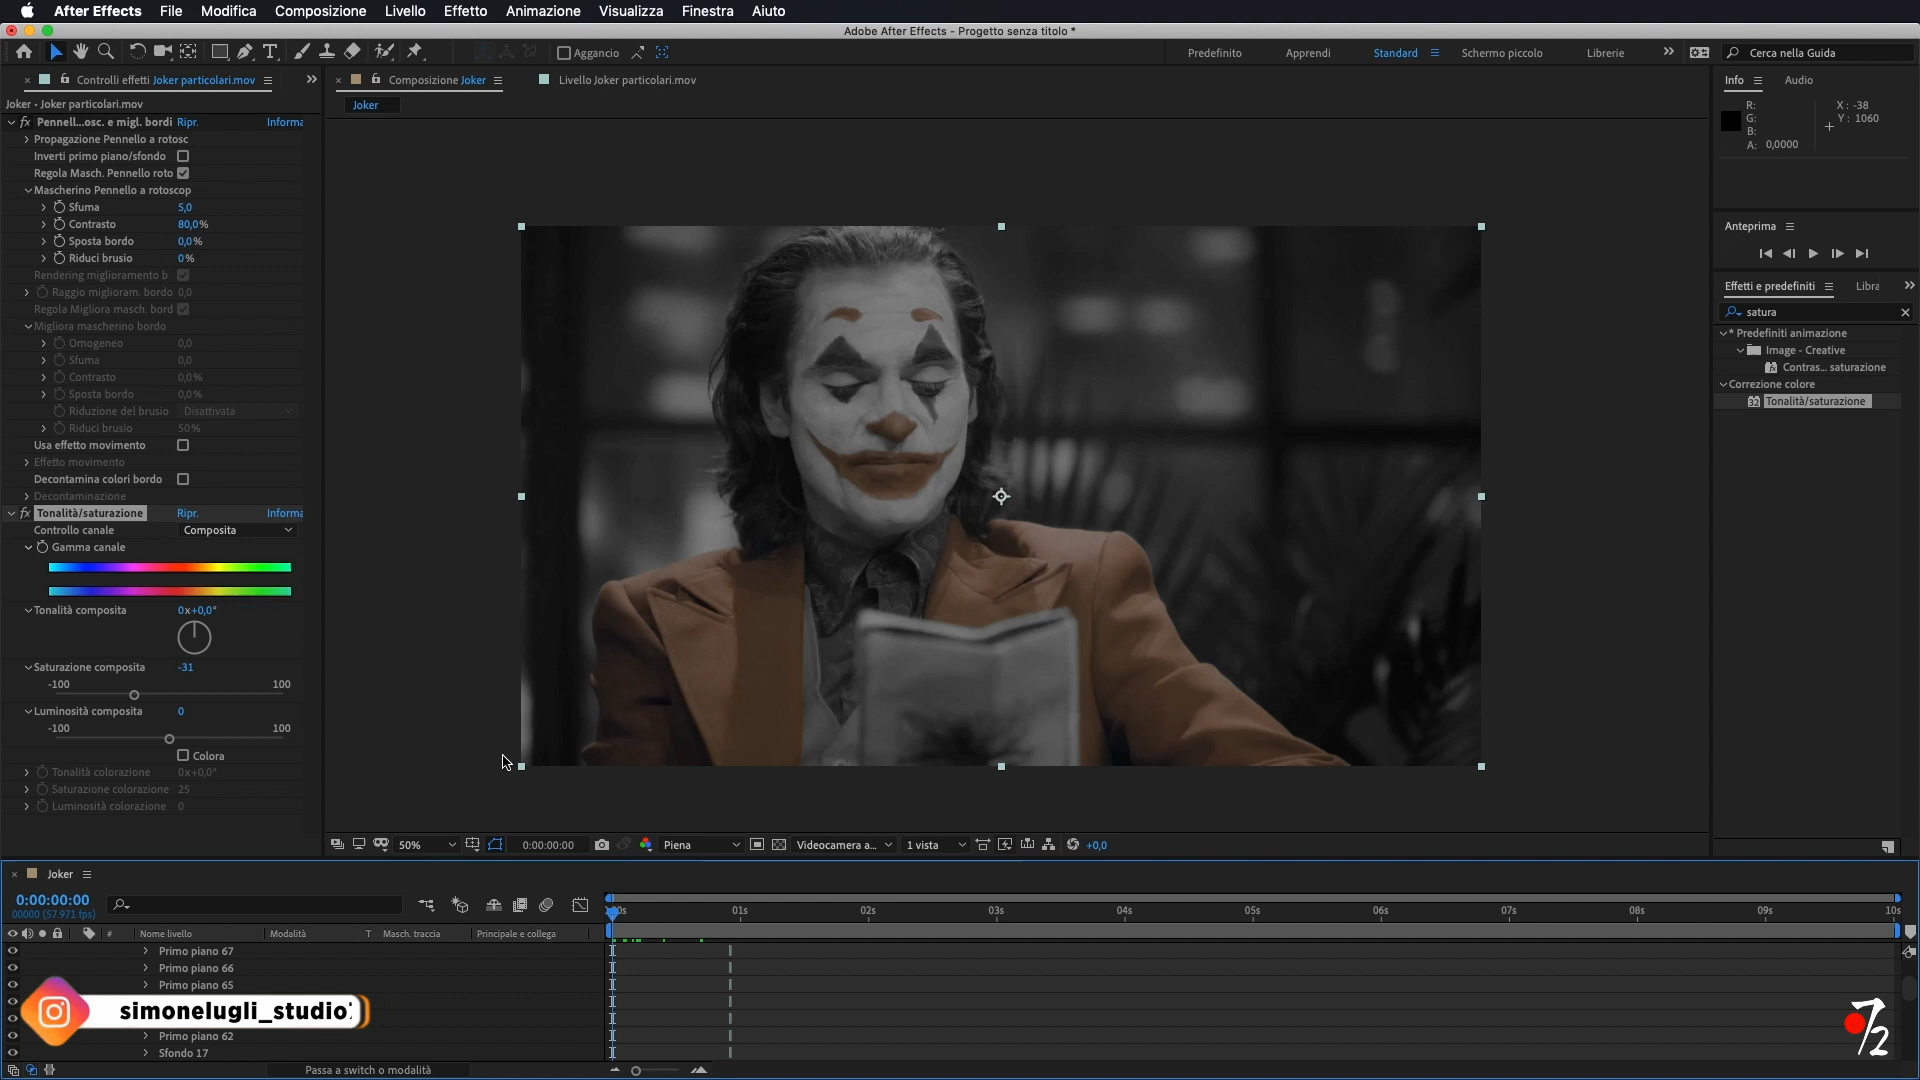 After Effects File Modifica Composizione Livello Effetto Animazione Visualizza Finestra Aiuto
Adobe After Effects - Progetto senza titolo *
Aggancio Predefinito Apprendi Standard Schermo piccolo Librerie Cerca nella Guida
Controlli effetti Joker particolari.mov
Composizione Joker
Livello Joker particolari.mov
Info Audio
Joker
Joker • Joker particolari.mov
R:
G:
B:
A: 0,0000
X: -38
Y: 1060
Pennell...osc. e migl. bordi Ripr. Informa
Propagazione Pennello a rotosc
Inverti primo piano/sfondo
Regola Masch. Pennello roto
Mascherino Pennello a rotoscop
Sfuma 5,0
Contrasto 80,0%
Sposta bordo 0,0%
Riduci brusio 0%
Rendering miglioramento b
Raggio miglioram. bordo 0,0
Regola Migliora masch. bord
Migliora mascherino bordo
Omogeneo 0,0
Sfuma 0,0
Contrasto 0,0%
Sposta bordo 0,0%
Riduzione del brusio Disattivata
Riduci brusio 50%
Usa effetto movimento
Effetto movimento
Decontamina colori bordo
Decontaminazione
Tonalità/saturazione Ripr. Informa
Controllo canale Composita
Gamma canale
Tonalità composita 0x+0,0°
Saturazione composita -31
-100 100
Luminosità composita 0
-100 100
Colora
Tonalità colorazione 0x+0,0°
Saturazione colorazione 25
Luminosità colorazione 0
Anteprima
Effetti e predefiniti Libra
satura
* Predefiniti animazione
Image - Creative
Contras... saturazione
Correzione colore
32 Tonalità/saturazione
50% 0:00:00:00 Piena Videocamera a... 1 vista +0,0
Joker
0:00:00:00
00000 (57.971 fps)
:00s 01s 02s 03s 04s 05s 06s 07s 08s 09s 10s
# Nome livello Modalità T Masch. traccia Principale e collega
Primo piano 67
Primo piano 66
Primo piano 65
simonelugli_studio
Primo piano 62
Sfondo 17
Passa a switch o modalità
7/2